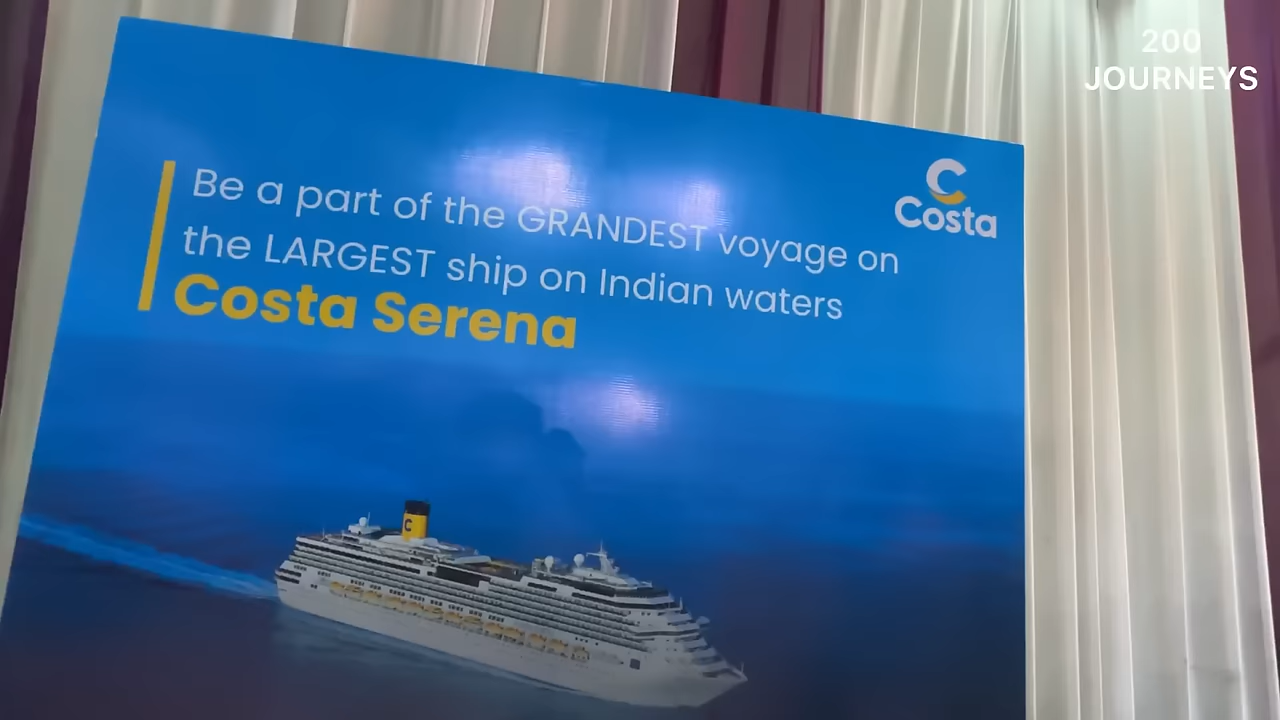 200
JOURNEYS
C
Costa
Be a part of the GRANDEST voyage on
the LARGEST ship on Indian waters
Costa Serena
C